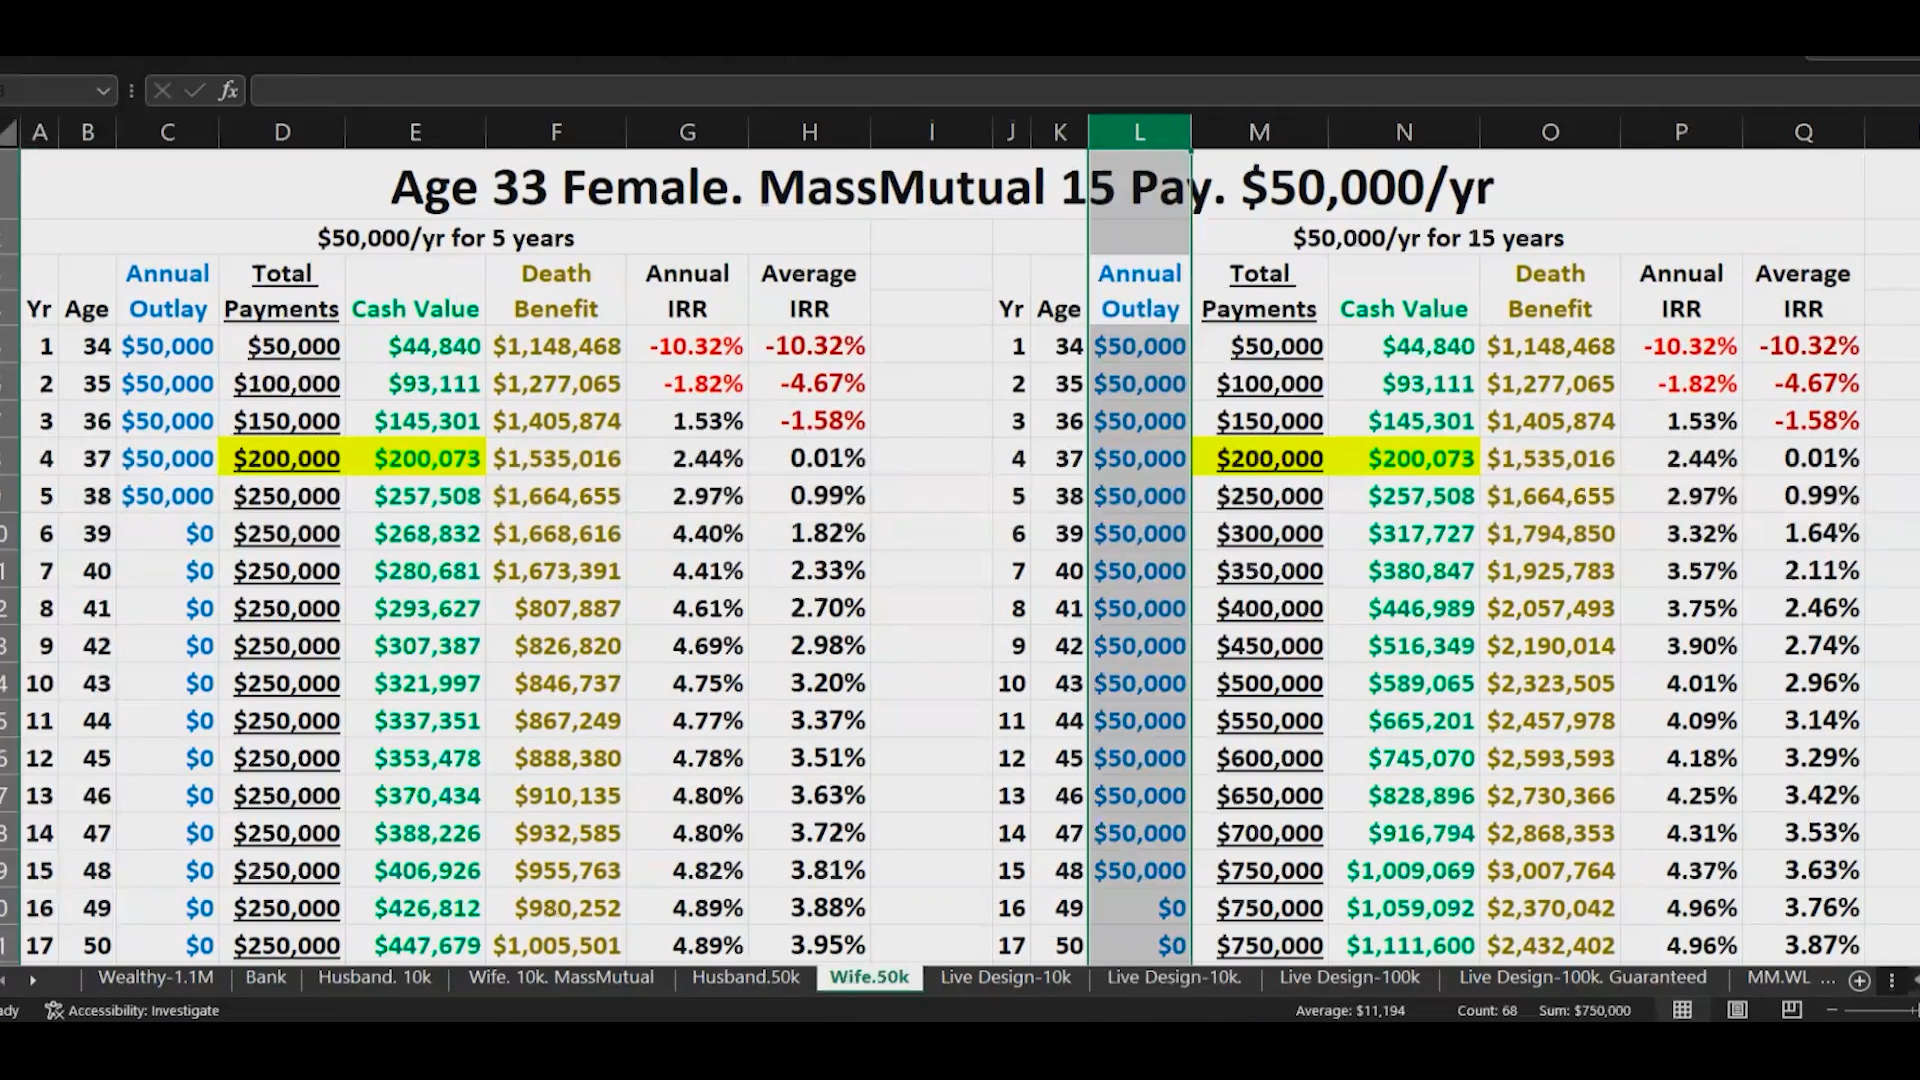 fx
A B C D E F G H I J K L M N O P Q
Age 33 Female. MassMutual 15 Pay. $50,000/yr
$50,000/yr for 5 years $50,000/yr for 15 years
Annual Total Death Annual Average Annual Total Death Annual Average
Yr Age Outlay Payments Cash Value Benefit IRR IRR Yr Age Outlay Payments Cash Value Benefit IRR IRR
1 34 $50,000 $50,000 $44,840 $1,148,468 -10.32% -10.32% 1 34 $50,000 $50,000 $44,840 $1,148,468 -10.32% -10.32%
2 35 $50,000 $100,000 $93,111 $1,277,065 -1.82% -4.67% 2 35 $50,000 $100,000 $93,111 $1,277,065 -1.82% -4.67%
3 36 $50,000 $150,000 $145,301 $1,405,874 1.53% -1.58% 3 36 $50,000 $150,000 $145,301 $1,405,874 1.53% -1.58%
4 37 $50,000 $200,000 $200,073 $1,535,016 2.44% 0.01% 4 37 $50,000 $200,000 $200,073 $1,535,016 2.44% 0.01%
5 38 $50,000 $250,000 $257,508 $1,664,655 2.97% 0.99% 5 38 $50,000 $250,000 $257,508 $1,664,655 2.97% 0.99%
6 39 $0 $250,000 $268,832 $1,668,616 4.40% 1.82% 6 39 $50,000 $300,000 $317,727 $1,794,850 3.32% 1.64%
7 40 $0 $250,000 $280,681 $1,673,391 4.41% 2.33% 7 40 $50,000 $350,000 $380,847 $1,925,783 3.57% 2.11%
8 41 $0 $250,000 $293,627 $807,887 4.61% 2.70% 8 41 $50,000 $400,000 $446,989 $2,057,493 3.75% 2.46%
9 42 $0 $250,000 $307,387 $826,820 4.69% 2.98% 9 42 $50,000 $450,000 $516,349 $2,190,014 3.90% 2.74%
10 43 $0 $250,000 $321,997 $846,737 4.75% 3.20% 10 43 $50,000 $500,000 $589,065 $2,323,505 4.01% 2.96%
11 44 $0 $250,000 $337,351 $867,249 4.77% 3.37% 11 44 $50,000 $550,000 $665,201 $2,457,978 4.09% 3.14%
12 45 $0 $250,000 $353,478 $888,380 4.78% 3.51% 12 45 $50,000 $600,000 $745,070 $2,593,593 4.18% 3.29%
13 46 $0 $250,000 $370,434 $910,135 4.80% 3.63% 13 46 $50,000 $650,000 $828,896 $2,730,366 4.25% 3.42%
14 47 $0 $250,000 $388,226 $932,585 4.80% 3.72% 14 47 $50,000 $700,000 $916,794 $2,868,353 4.31% 3.53%
15 48 $0 $250,000 $406,926 $955,763 4.82% 3.81% 15 48 $50,000 $750,000 $1,009,069 $3,007,764 4.37% 3.63%
16 49 $0 $250,000 $426,812 $980,252 4.89% 3.88% 16 49 $0 $750,000 $1,059,092 $2,370,042 4.96% 3.76%
17 50 $0 $250,000 $447,679 $1,005,501 4.89% 3.95% 17 50 $0 $750,000 $1,111,600 $2,432,402 4.96% 3.87%
Wealthy-1.1M Bank Husband. 10k Wife. 10k. MassMutual Husband.50k Wife.50k Live Design-10k Live Design-10k. Live Design-100k Live Design-100k. Guaranteed MM.WL ...
ady Accessibility: Investigate Average: $11,194 Count: 68 Sum: $750,000